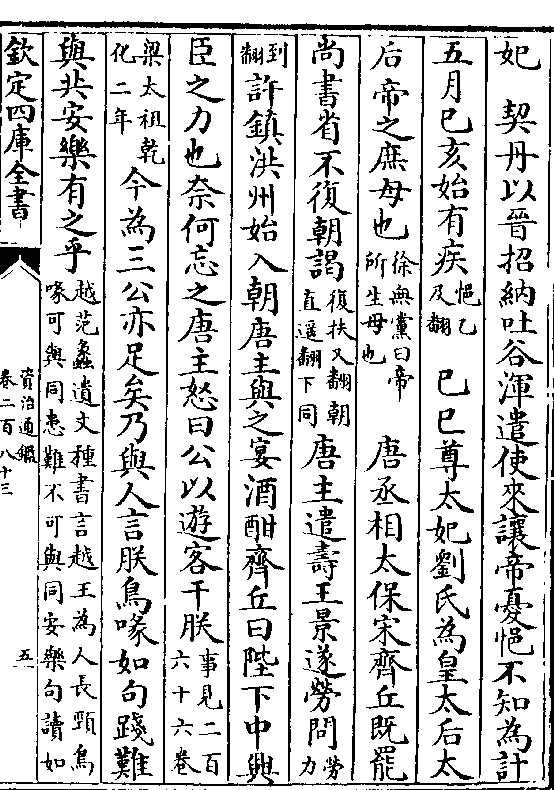 妃　契丹以晉招納吐谷渾遣使來讓帝憂悒不知為計
五月巳亥始有疾悒乙及翻　巳巳尊太妃劉氏為皇太后太
后帝之庶母也徐無黨曰帝所生母也　唐丞相太保宋齊丘既罷
尚書省不復朝謁復扶又翻朝直遥翻下同唐主遣壽王景遂勞問勞力
到翻許鎮洪州始入朝唐主與之宴酒酣齊丘曰陛下中興
臣之力也奈何忘之唐主怒曰公以遊客干朕事見二百六十六卷
梁太祖乾化二年今為三公亦足矣乃與人言朕鳥喙如句踐難
與共安樂有之乎越范蠡遺文種書言越王為人長頸鳥喙可與同患難不可與同安樂句讀如
欽定四庫全書
資治通鑑
卷二百八十三
五